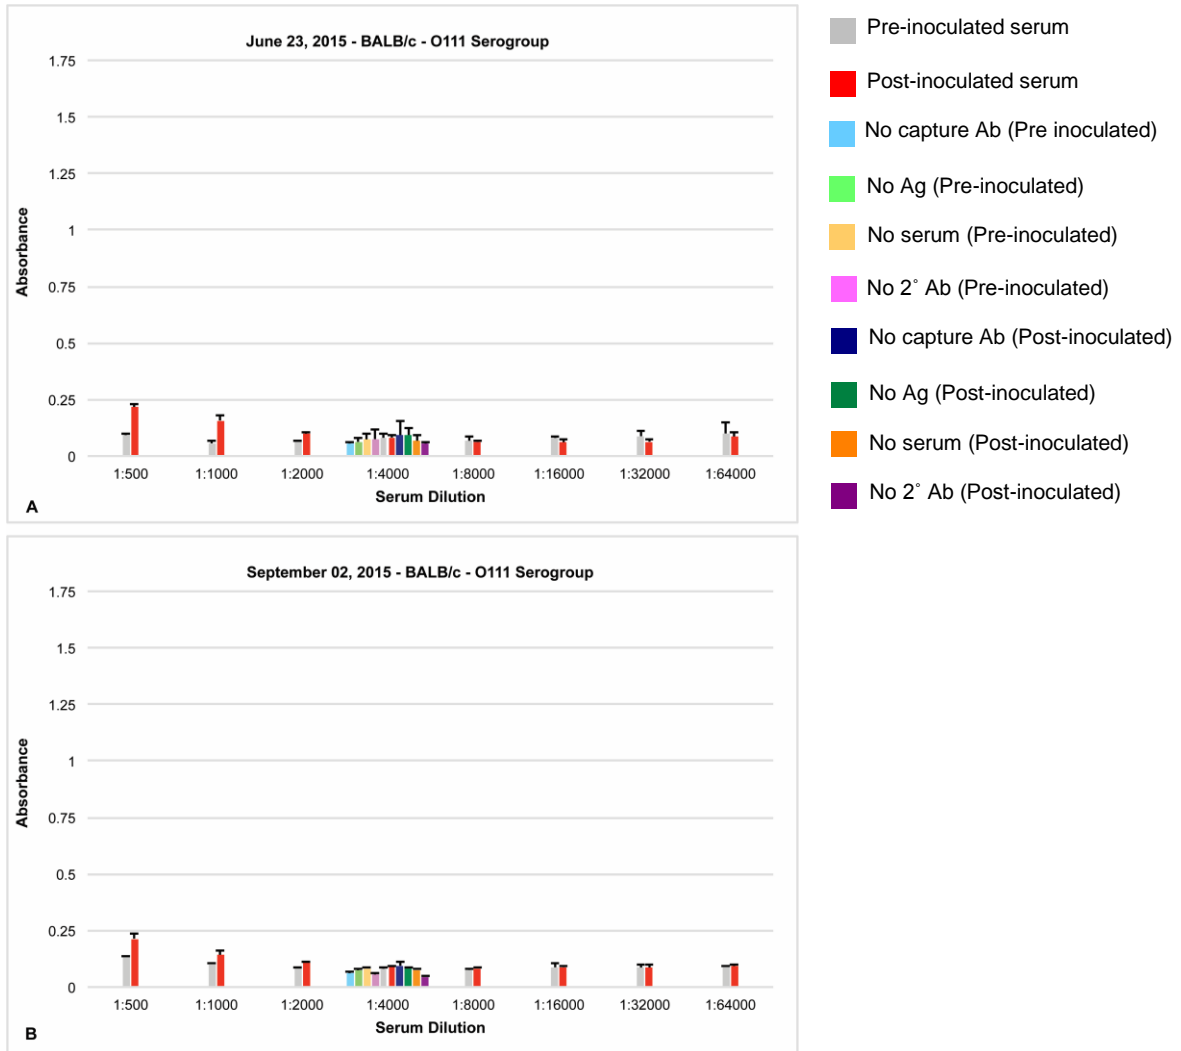 June 23, 2015 - BALB/c - O111 Serogroup
1.75
1.5
1.25
1
0.75
0.5
0.25
0
Absorbance
1:500 1:1000 1:2000 1:4000 1:8000 1:16000 1:32000 1:64000
Serum Dilution
A
Pre-inoculated serum
Post-inoculated serum
No capture Ab (Pre inoculated)
No Ag (Pre-inoculated)
No serum (Pre-inoculated)
No 2˚ Ab (Pre-inoculated)
No capture Ab (Post-inoculated)
No Ag (Post-inoculated)
No serum (Post-inoculated)
No 2˚ Ab (Post-inoculated)
September 02, 2015 - BALB/c - O111 Serogroup
1.75
1.5
1.25
1
0.75
0.5
0.25
0
Absorbance
1:500 1:1000 1:2000 1:4000 1:8000 1:16000 1:32000 1:64000
Serum Dilution
B